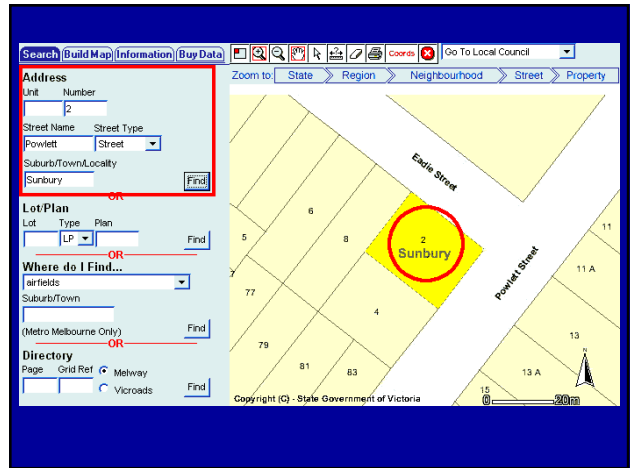 Search Build Map Information Buy Data
Coords Go To Local Council
Zoom to: State Region Neighbourhood Street Property
Address
Unit Number
2
Street Name Street Type
Powlett Street
Suburb/Town/Locality
Sunbury Find
OR
Lot/Plan
Lot Type Plan
LP Find
OR
Where do I Find...
airfields
Suburb/Town
(Metro Melbourne Only) Find
OR
Directory
Page Grid Ref Melway
Vicroads Find
Eadie Street
6
5
8
2
Sunbury
11
Powlett Street
11 A
7
77
4
79
13
81
83
13 A
N
15
0 20m
Copyright (C) - State Government of Victoria